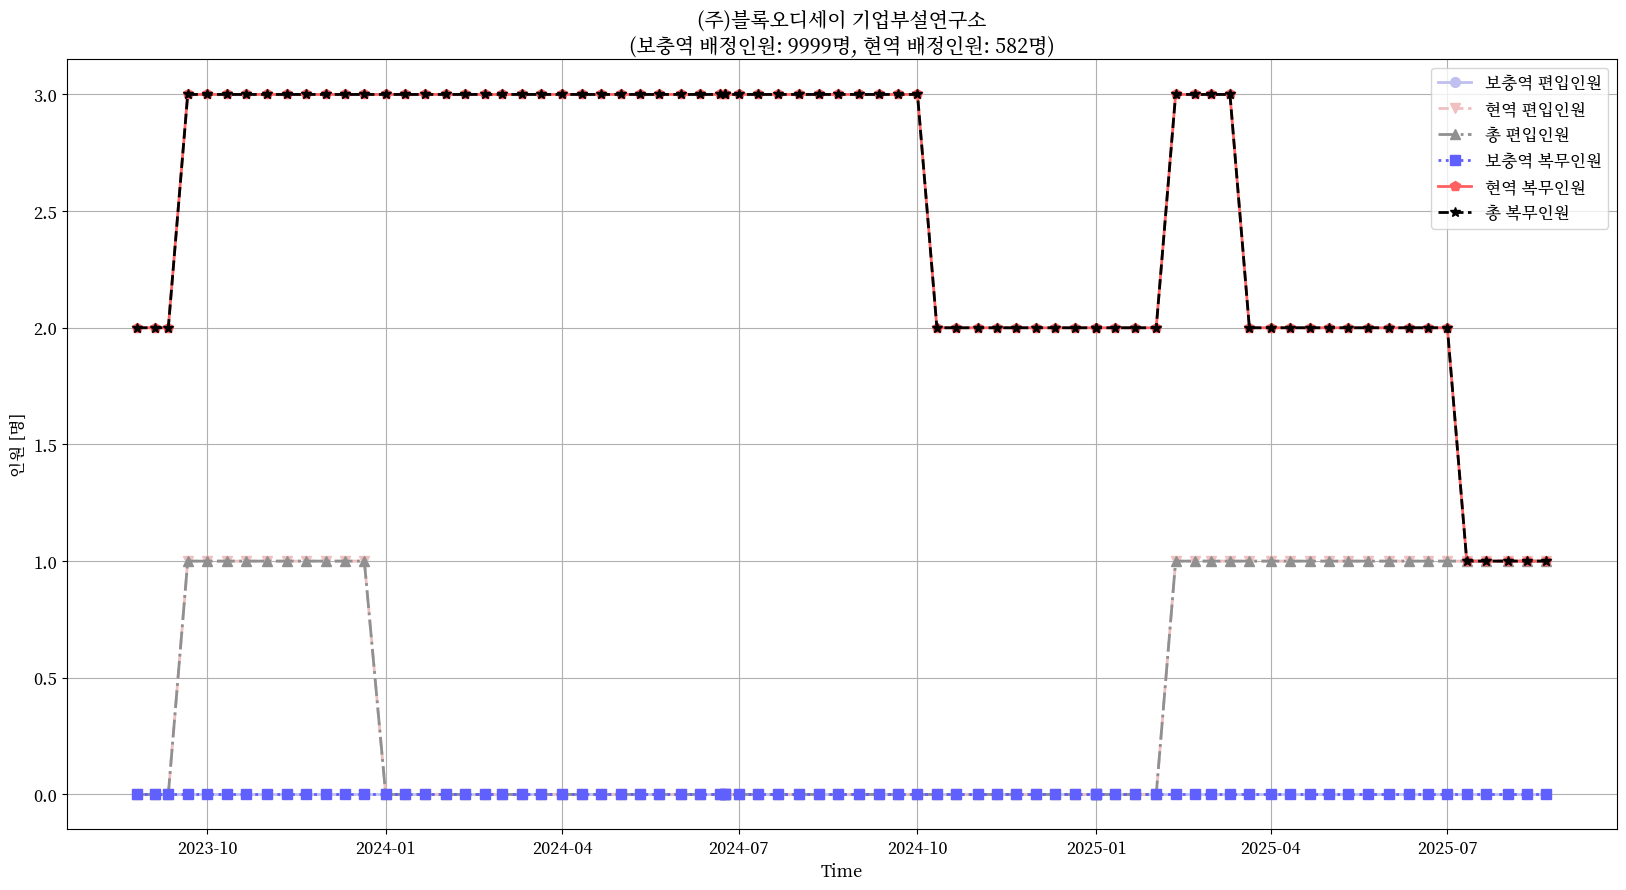 (주)블록오디세이 기업부설연구소
(보충역 배정인원: 9999명, 현역 배정인원: 582명)
보충역 편입인원
현역 편입인원
총 편입인원
보충역 복무인원
현역 복무인원
총 복무인원
인원 [명]
3.0
2.5
2.0
1.5
1.0
0.5
0.0
2023-10
2024-01
2024-04
2024-07
2024-10
2025-01
2025-04
2025-07
Time